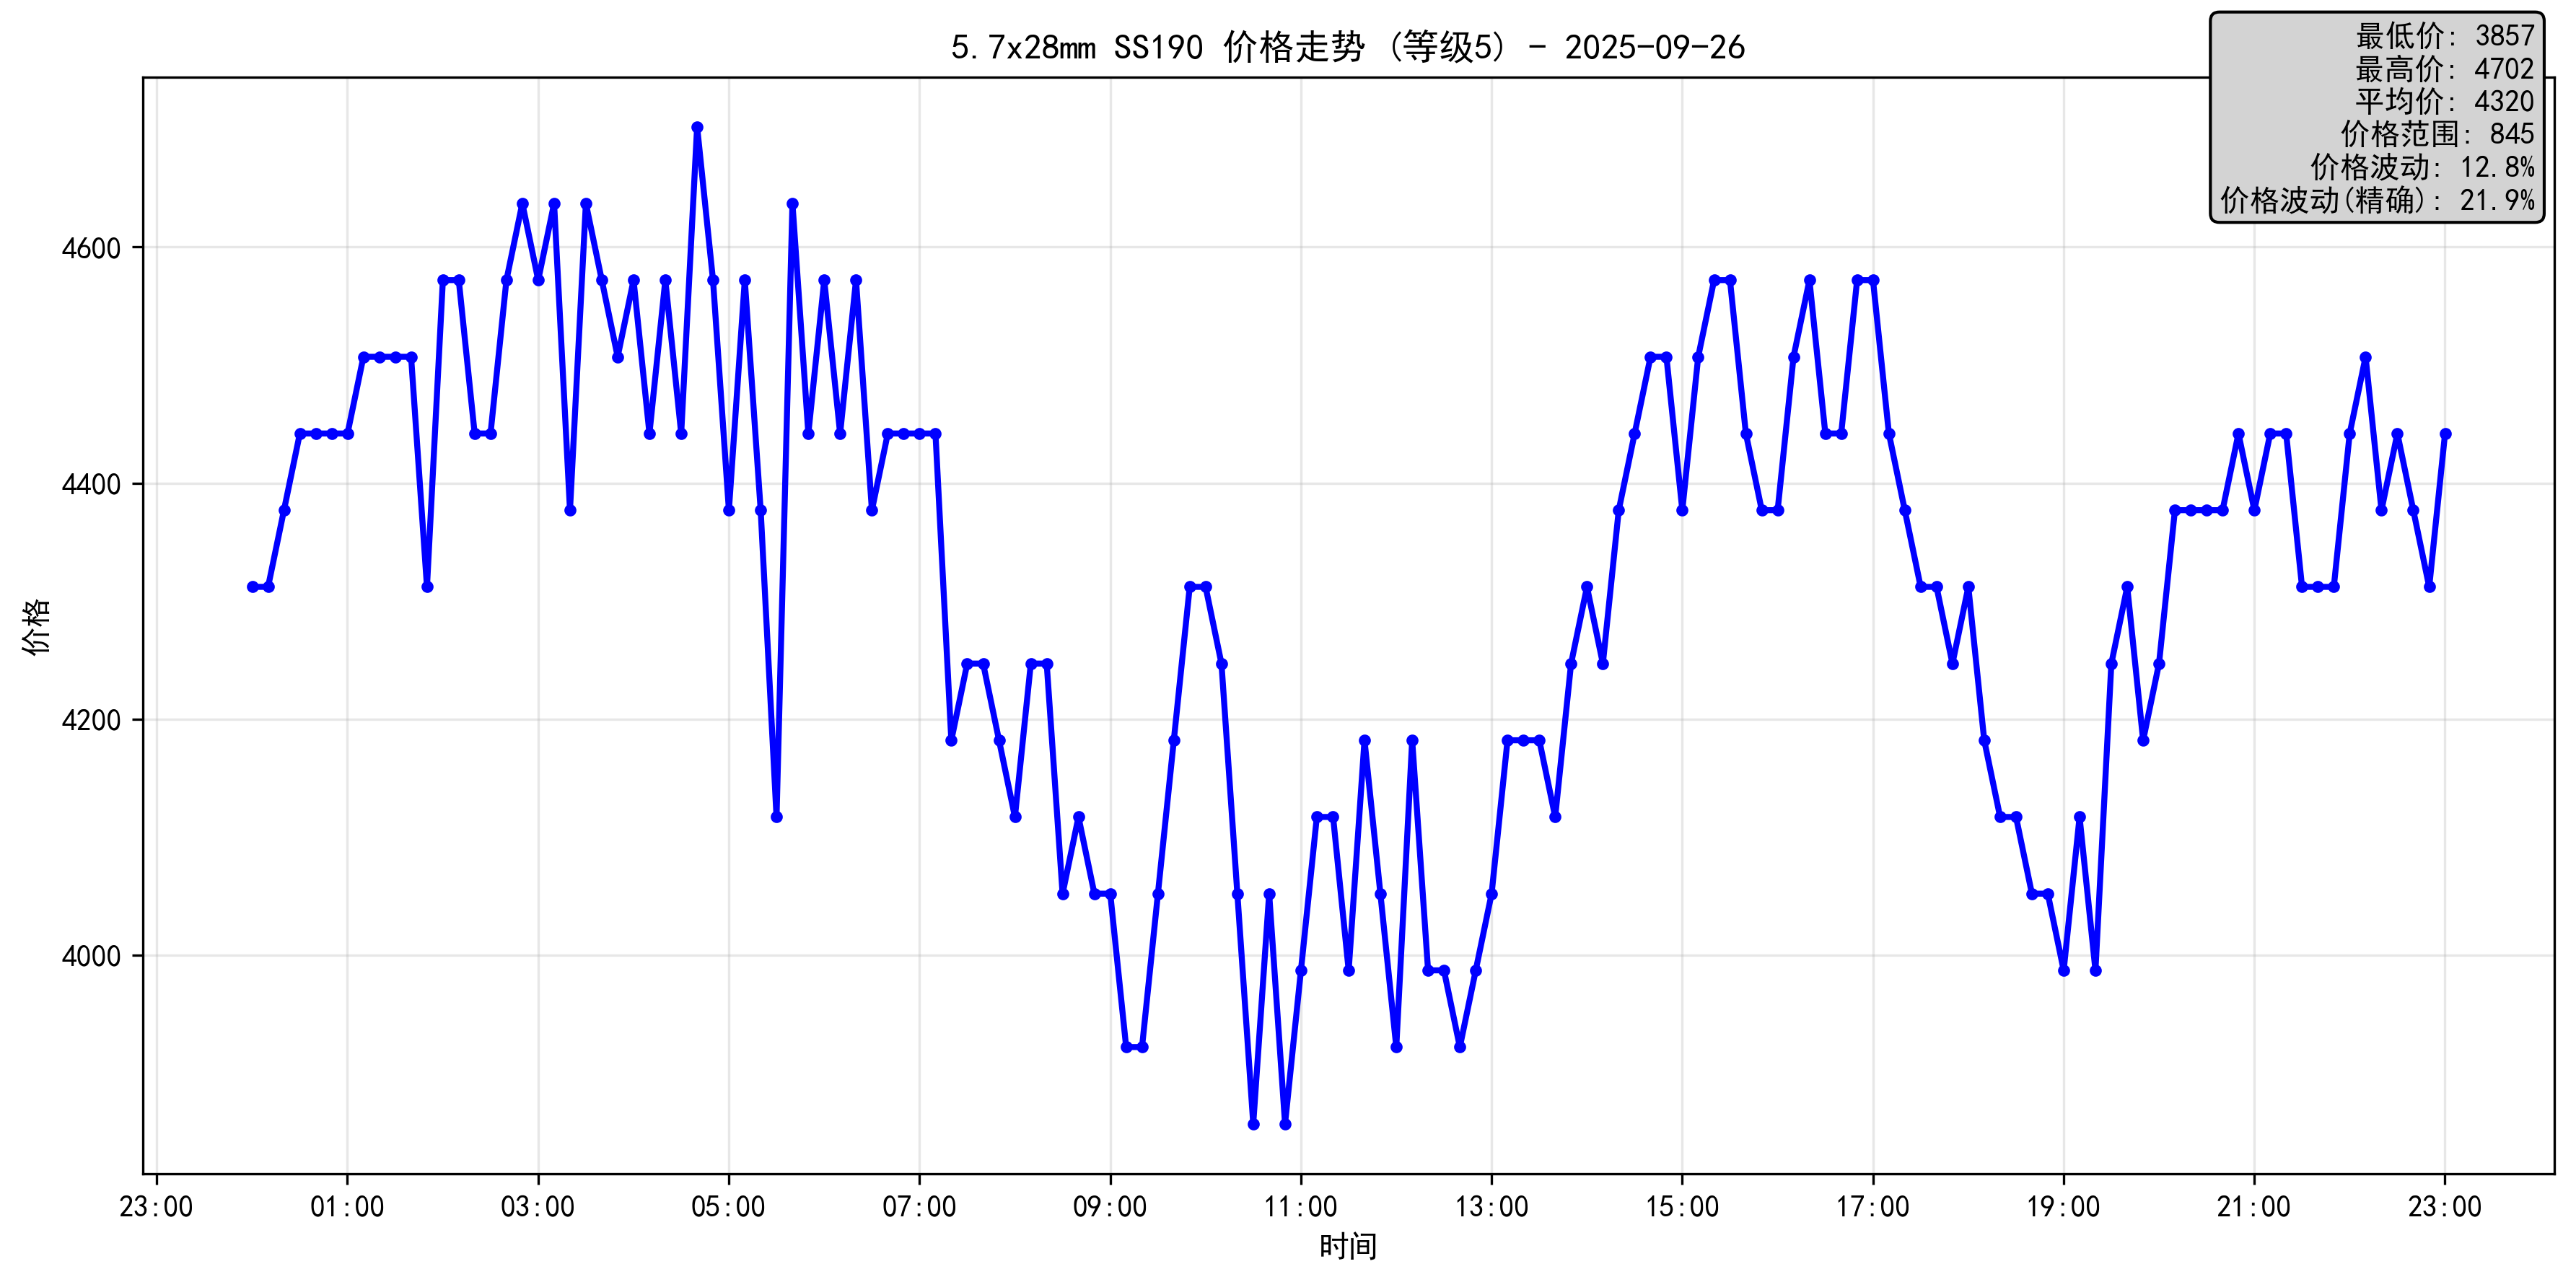 5.7x28mm SS190 价格走势 (等级5) - 2025-09-26
最低价: 3857
最高价: 4702
平均价: 4320
价格范围: 845
价格波动: 12.8%
价格波动(精确): 21.9%
4600
4400
4200
4000
价格
23:00 01:00 03:00 05:00 07:00 09:00 11:00 13:00 15:00 17:00 19:00 21:00 23:00
时间